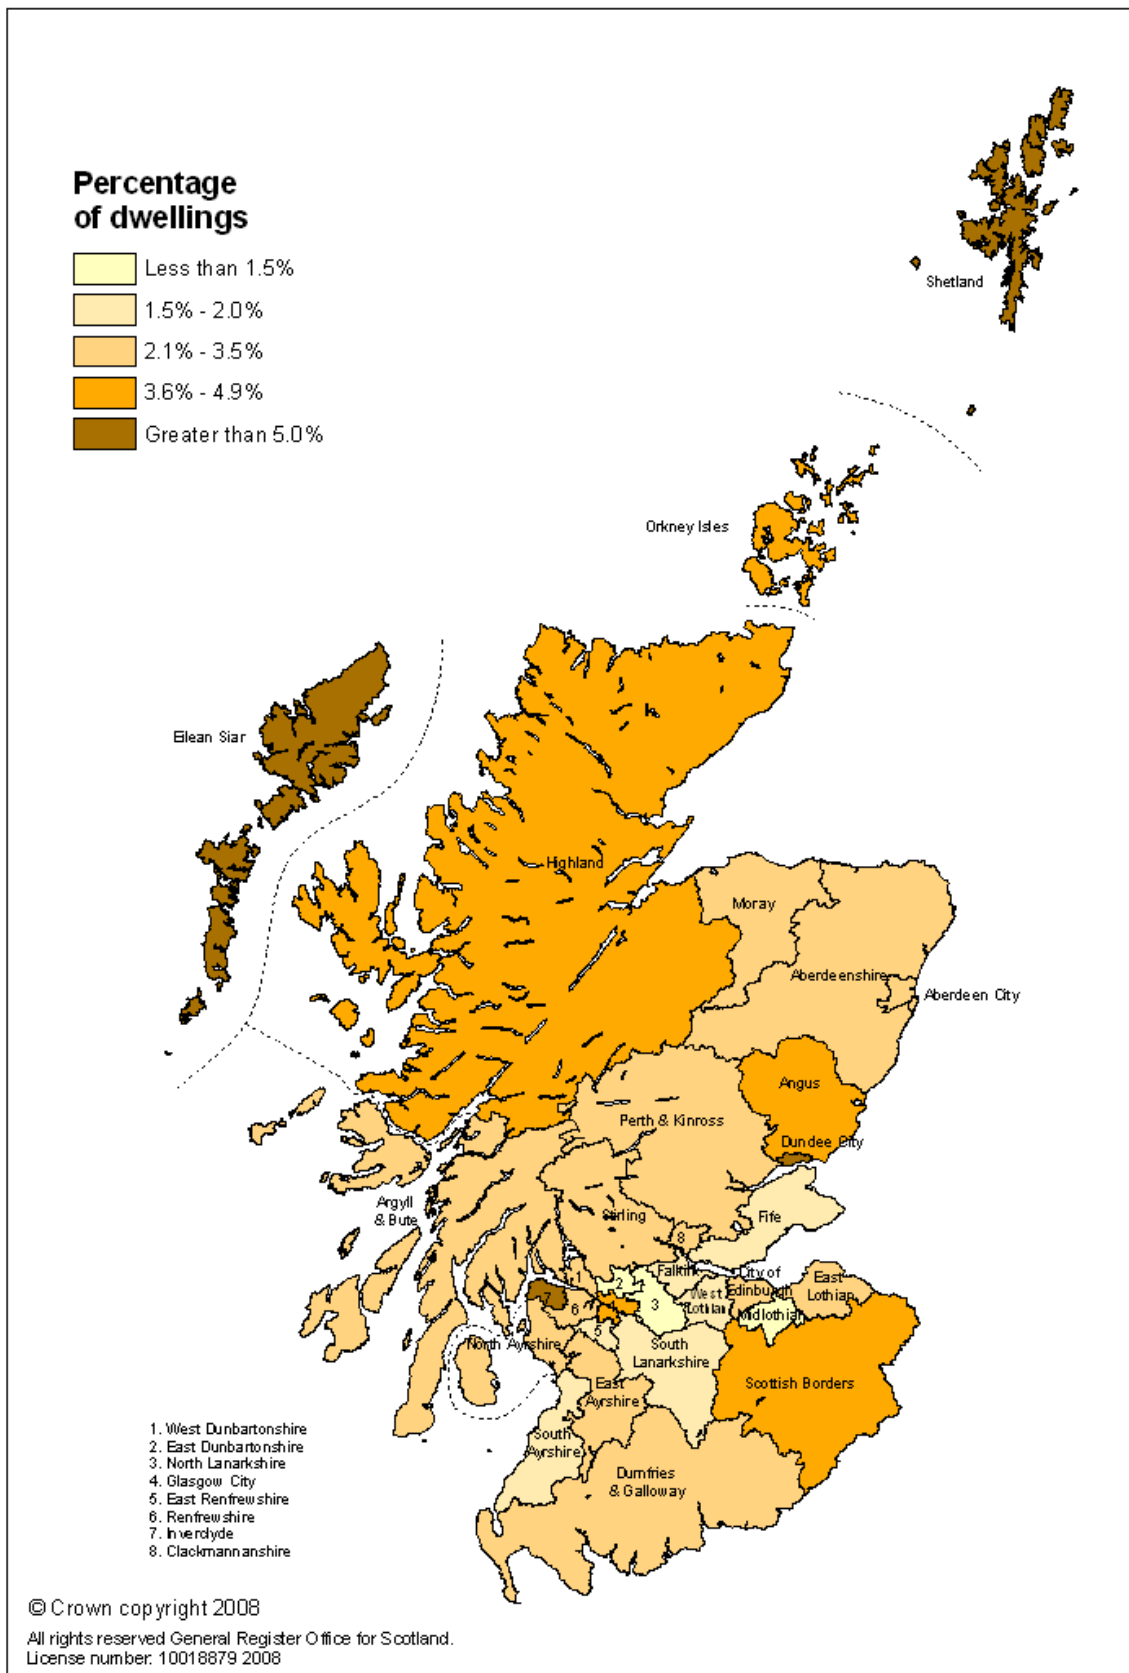 Percentage
of dwellings
Less than 1.5%
1.5% - 2.0%
2.1% - 3.5%
3.6% - 4.9%
Greater than 5.0%
Shetland
Orkney Isles
Eilean Siar
Highland
Moray
Aberdeenshire
Aberdeen City
Angus
Perth & Kinross
Dundee City
Argyll
& Bute
Stirling
Fife
8
Falkirk
City of
Edinburgh
East
Lothian
1
2
West
Lothian
Midlothian
7
6
4
3
5
North Ayrshire
South
Lanarkshire
East
Ayrshire
Scottish Borders
South
Ayrshire
Dumfries
& Galloway
1. West Dunbartonshire
2. East Dunbartonshire
3. North Lanarkshire
4. Glasgow City
5. East Renfrewshire
6. Renfrewshire
7. Inverclyde
8. Clackmannanshire
© Crown copyright 2008
All rights reserved General Register Office for Scotland.
License number: 10018879 2008